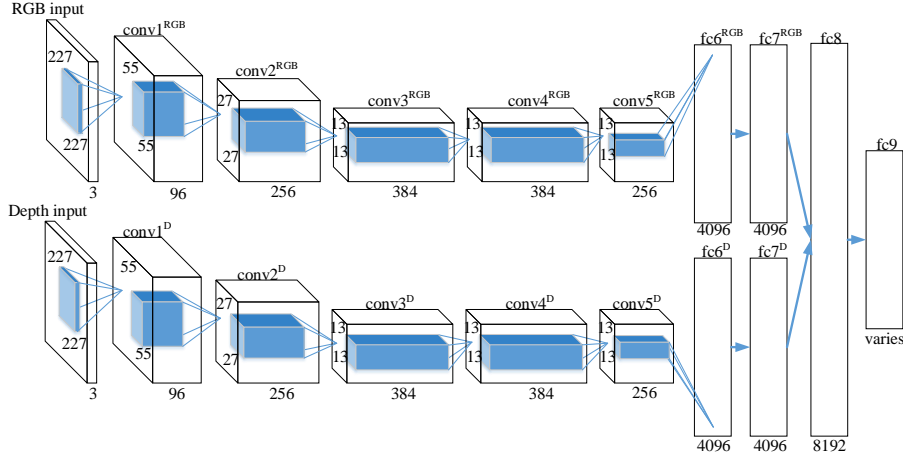 RGB input
conv1^RGB
conv2^RGB
conv3^RGB
conv4^RGB
conv5^RGB
fc6^RGB
fc7^RGB
fc8
fc9
227
227
3
55
55
96
27
27
256
13
13
384
13
13
384
13
13
256
4096
4096
Depth input
conv1^D
conv2^D
conv3^D
conv4^D
conv5^D
fc6^D
fc7^D
227
227
3
55
55
96
27
27
256
13
13
384
13
13
384
13
13
256
4096
4096
8192
varies